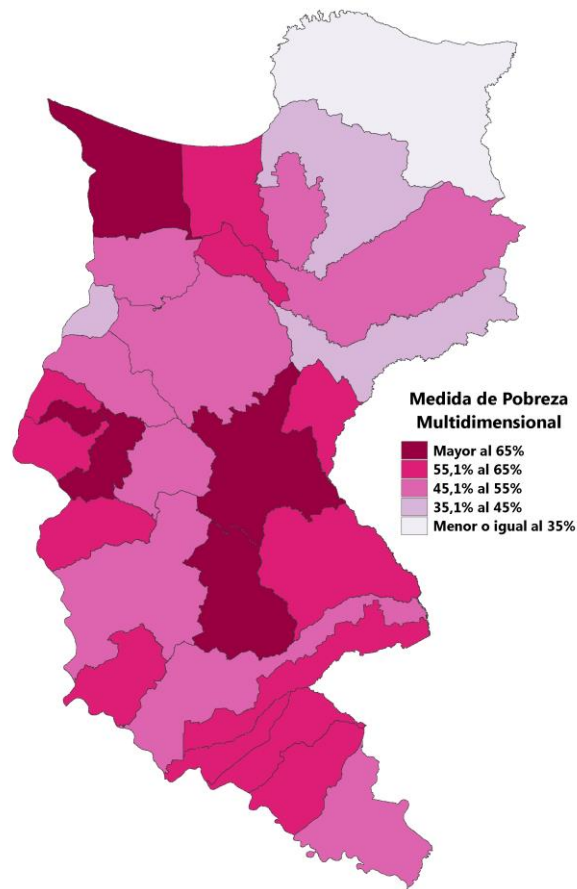 Medida de Pobreza
Multidimensional
Mayor al 65%
55,1% al 65%
45,1% al 55%
35,1% al 45%
Menor o igual al 35%